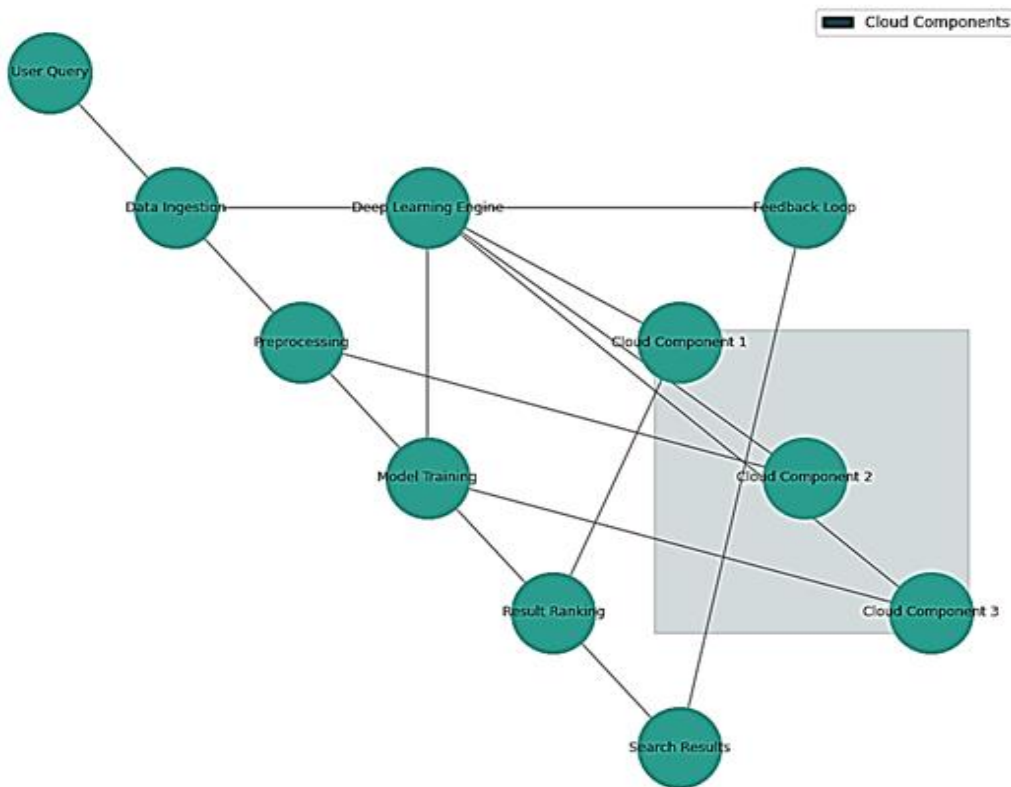 Cloud Components
User Query
Data Ingestion
Deep Learning Engine
Feedback Loop
Preprocessing
Cloud Component 1
Model Training
Cloud Component 2
Result Ranking
Cloud Component 3
Search Results